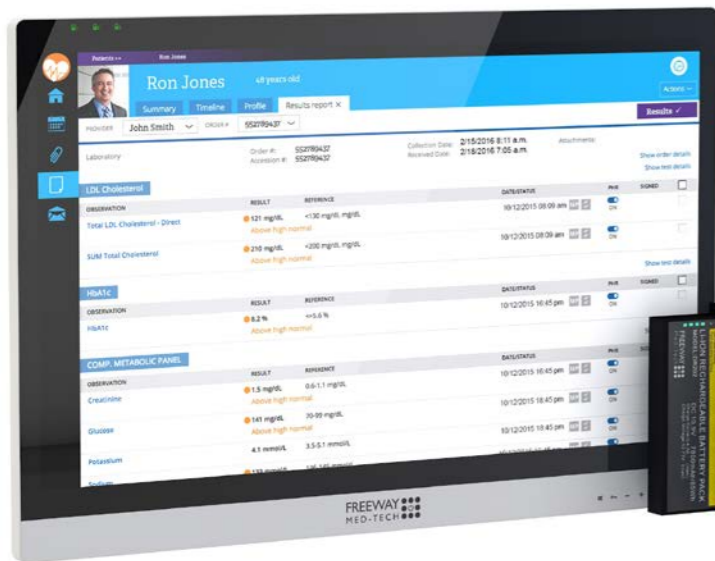 Patients >> Ron Jones
Ron Jones 48 years old
Summary Timeline Profile Results report ×
Actions
PROVIDER John Smith ORDER # 552789437
Results ✓
Laboratory
Order #: 552789437
Accession #: 552789437
Collection Date: 2/15/2016 8:11 a.m.
Received Date: 2/18/2016 7:05 a.m.
Attachments:
Show order details
Show test details
LDL Cholesterol
OBSERVATION RESULT REFERENCE DATE/STATUS PHR SIGNED
Total LDL Cholesterol - Direct 121 mg/dL <130 mg/dL mg/dL 10/12/2015 08:09 am ON
Above high normal
SUM Total Cholesterol 210 mg/dL <200 mg/dL mg/dL 10/12/2015 08:09 am ON
Above high normal
Show test details
HbA1c
OBSERVATION RESULT REFERENCE DATE/STATUS PHR SIGNED
HbA1c 6.2 % <=5.6 % 10/12/2015 16:45 pm ON
Above high normal
COMP. METABOLIC PANEL
OBSERVATION RESULT REFERENCE DATE/STATUS PHR
Creatinine 1.5 mg/dL 0.6-1.1 mg/dL 10/12/2015 16:45 pm ON
Above high normal
Glucose 141 mg/dL 70-99 mg/dL 10/12/2015 16:45 pm ON
Above high normal
Potassium 4.1 mmol/L 3.5-5.1 mmol/L
Sodium
FREEWAY
MED-TECH
LI-ION RECHARGEABLE BATTERY PACK
FREEWAY
MED-TECH